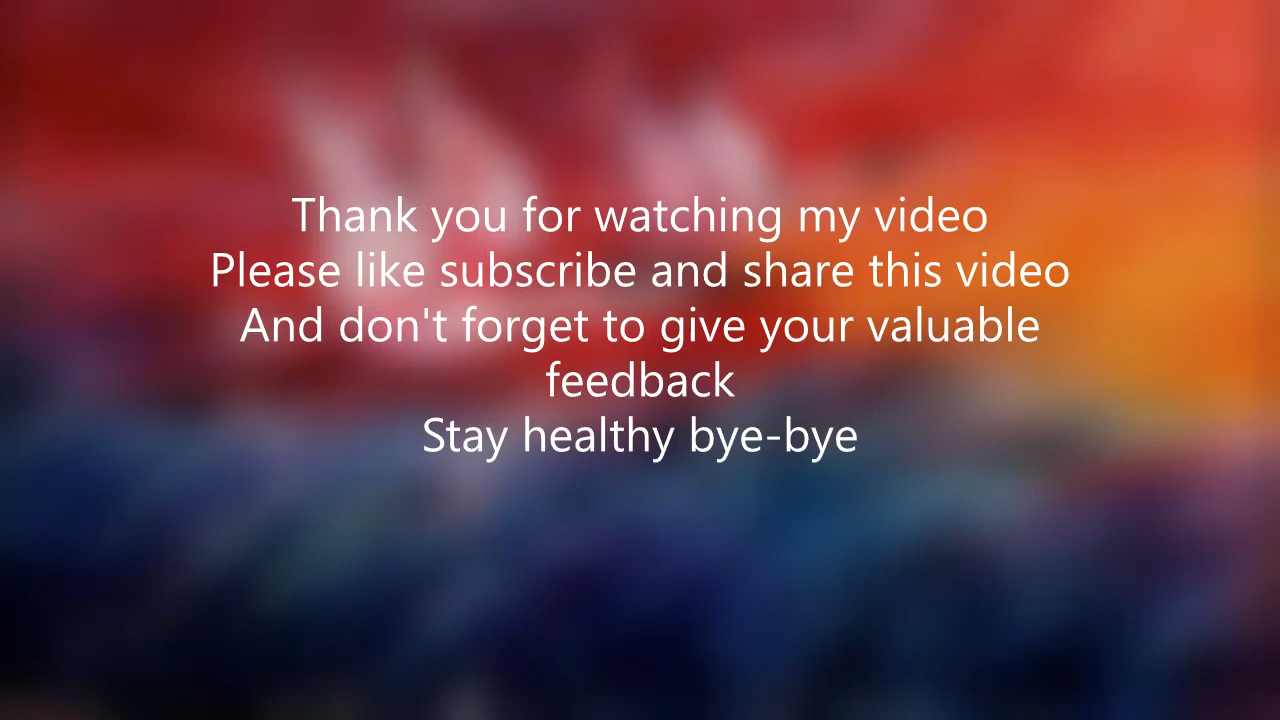 Thank you for watching my video
Please like subscribe and share this video
And don't forget to give your valuable
feedback
Stay healthy bye-bye